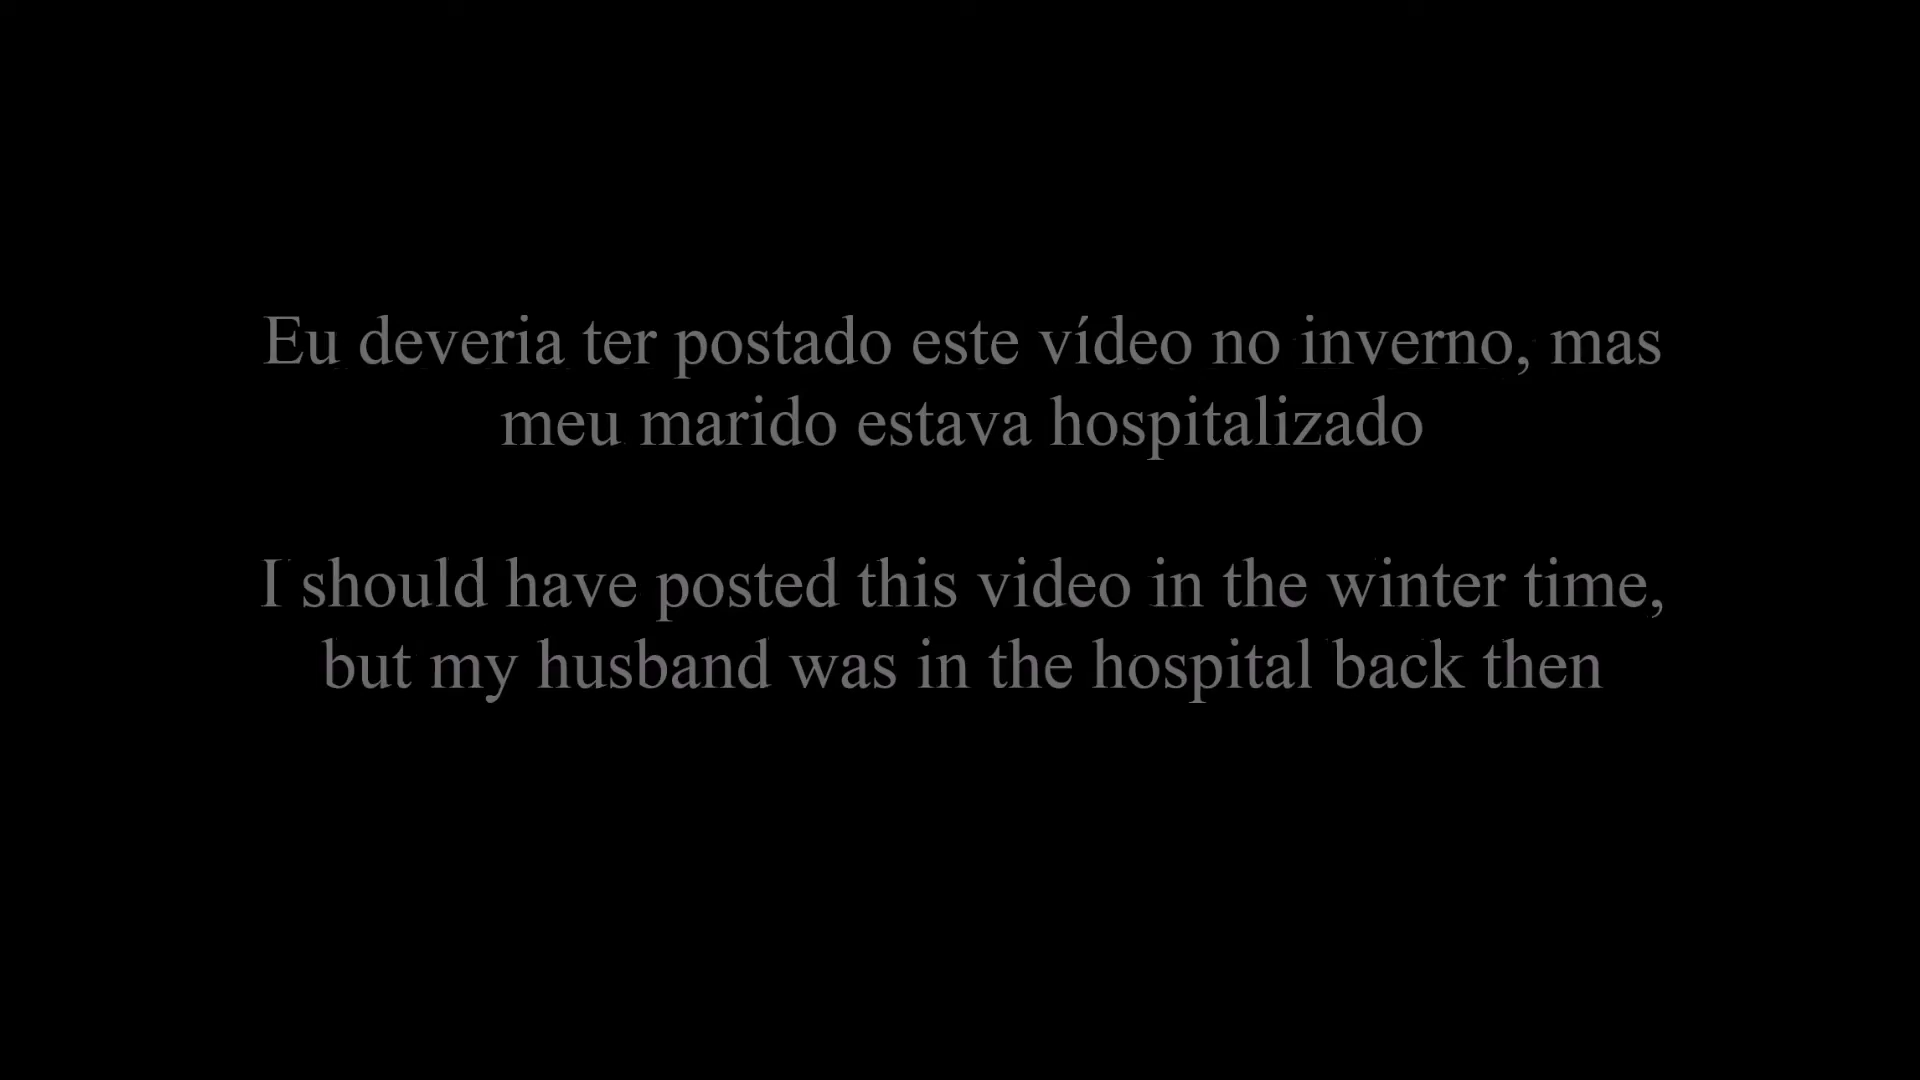 Eu deveria ter postado este vídeo no inverno, mas
meu marido estava hospitalizado
I should have posted this video in the winter time,
but my husband was in the hospital back then